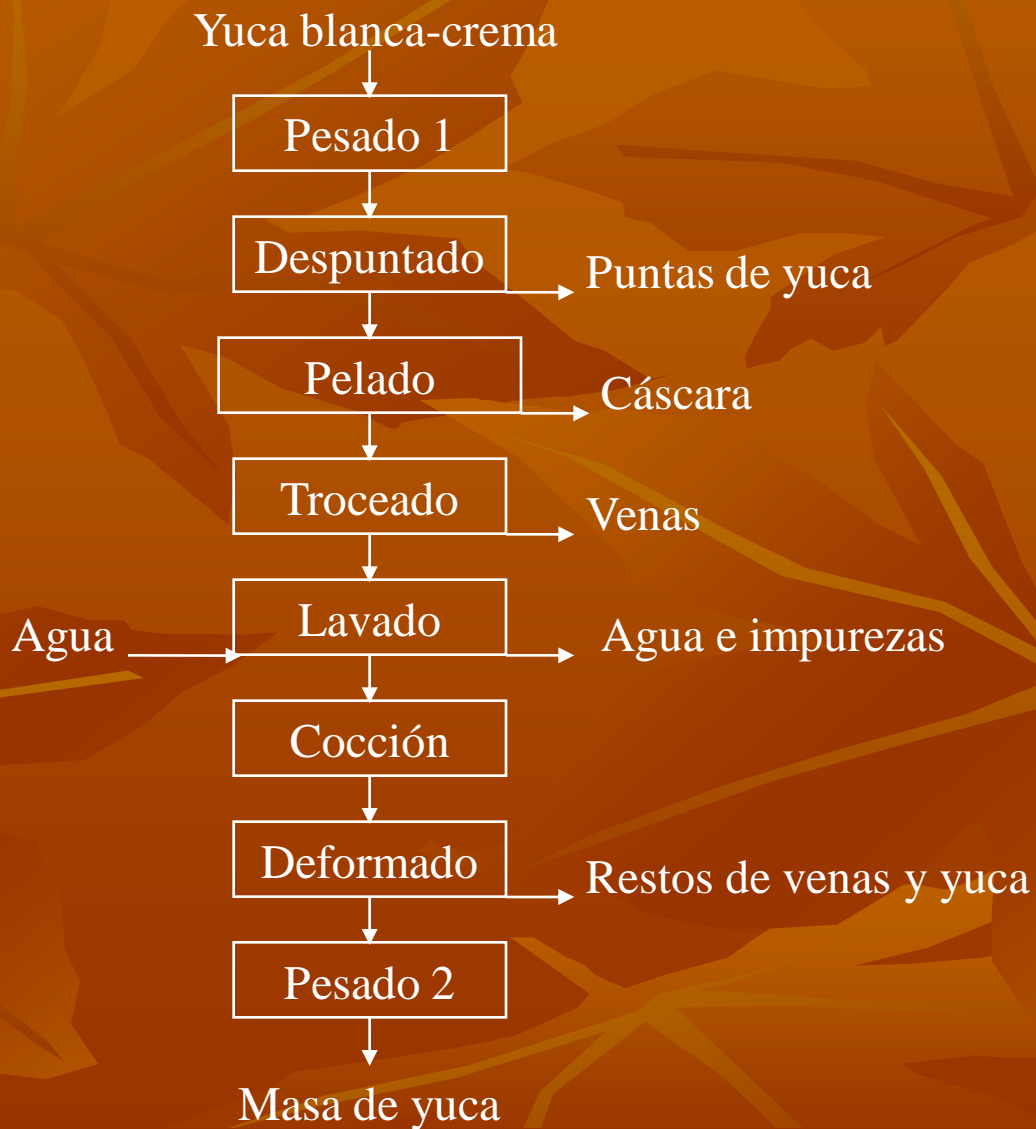 Yuca blanca-crema
Pesado 1
Despuntado
Puntas de yuca
Pelado
Cáscara
Troceado
Venas
Lavado
Agua
Agua e impurezas
Cocción
Deformado
Restos de venas y yuca
Pesado 2
Masa de yuca